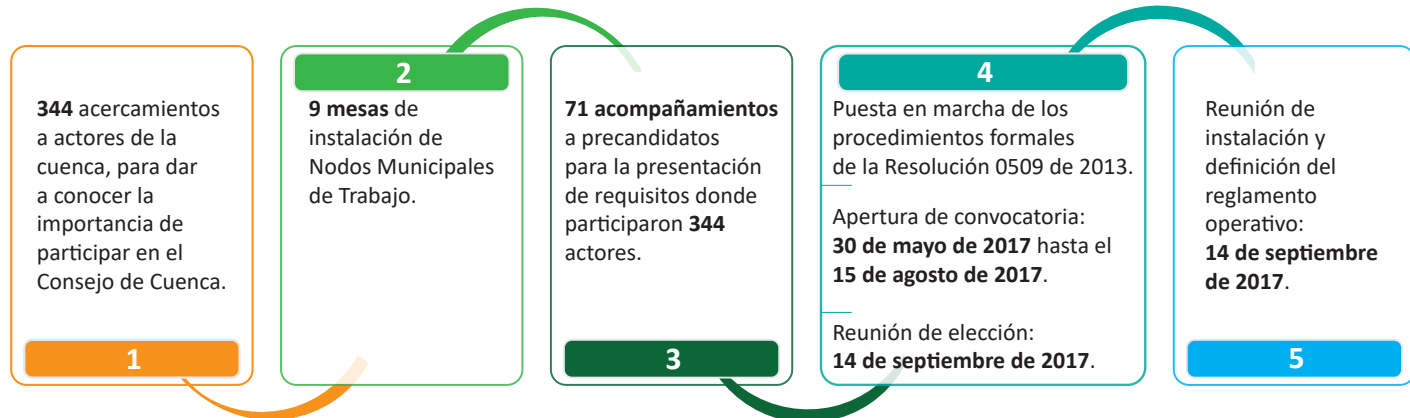 344 acercamientos
a actores de la
cuenca, para dar
a conocer la
importancia de
participar en el
Consejo de Cuenca.
1
2
9 mesas de
instalación de
Nodos Municipales
de Trabajo.
71 acompañamientos
a precandidatos
para la presentación
de requisitos donde
participaron 344
actores.
3
4
Puesta en marcha de los
procedimientos formales
de la Resolución 0509 de 2013.
Apertura de convocatoria:
30 de mayo de 2017 hasta el
15 de agosto de 2017.
Reunión de elección:
14 de septiembre de 2017.
Reunión de
instalación y
definición del
reglamento
operativo:
14 de septiembre
de 2017.
5